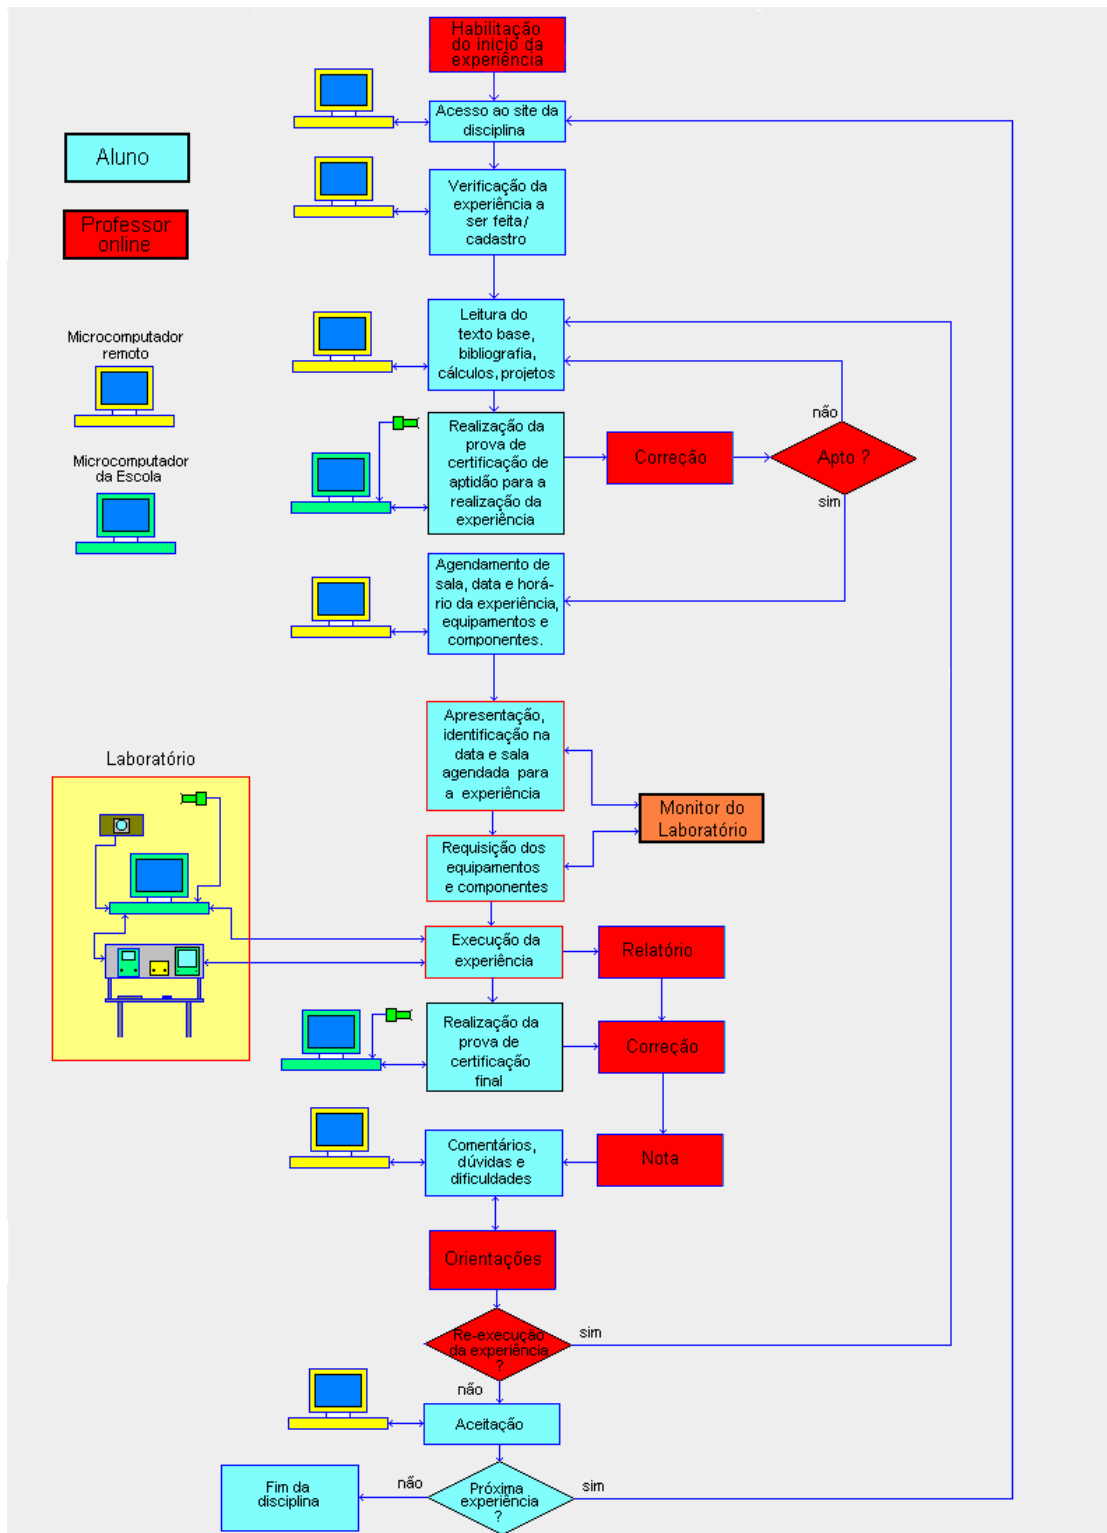 Habilitação
do inicio da
experiência
Acesso ao site da
disciplina
Aluno
Verificação da
experiência a
ser feita/
cadastro
Professor
online
Leitura do
texto base,
bibliografia,
cálculos, projetos
Microcomputador
remoto
não
Realização da
prova de
certificação de
aptidão para a
realização da
experiência
Correção
Apto ?
Microcomputador
da Escola
sim
Agendamento de
sala, data e horá-
rio da experiência,
equipamentos e
componentes.
Apresentação,
identificação na
data e sala
agendada para
a experiência
Laboratório
Monitor do
Laboratório
Requisição dos
equipamentos
e componentes
Execução da
experiência
Relatório
Realização da
prova de
certificação
final
Correção
Comentários,
dúvidas e
dificuldades
Nota
Orientações
Re-execução
da experiência
?
sim
não
Aceitação
Fim da
disciplina
não
Próxima
experiência
?
sim